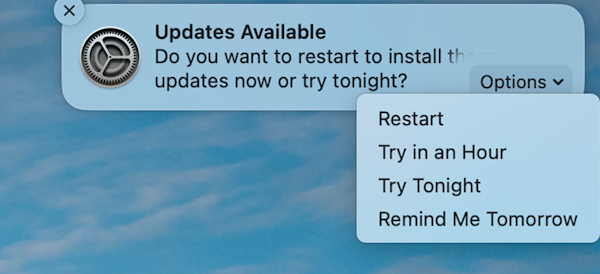 Updates Available
Do you want to restart to install these
updates now or try tonight?
Options
Restart
Try in an Hour
Try Tonight
Remind Me Tomorrow